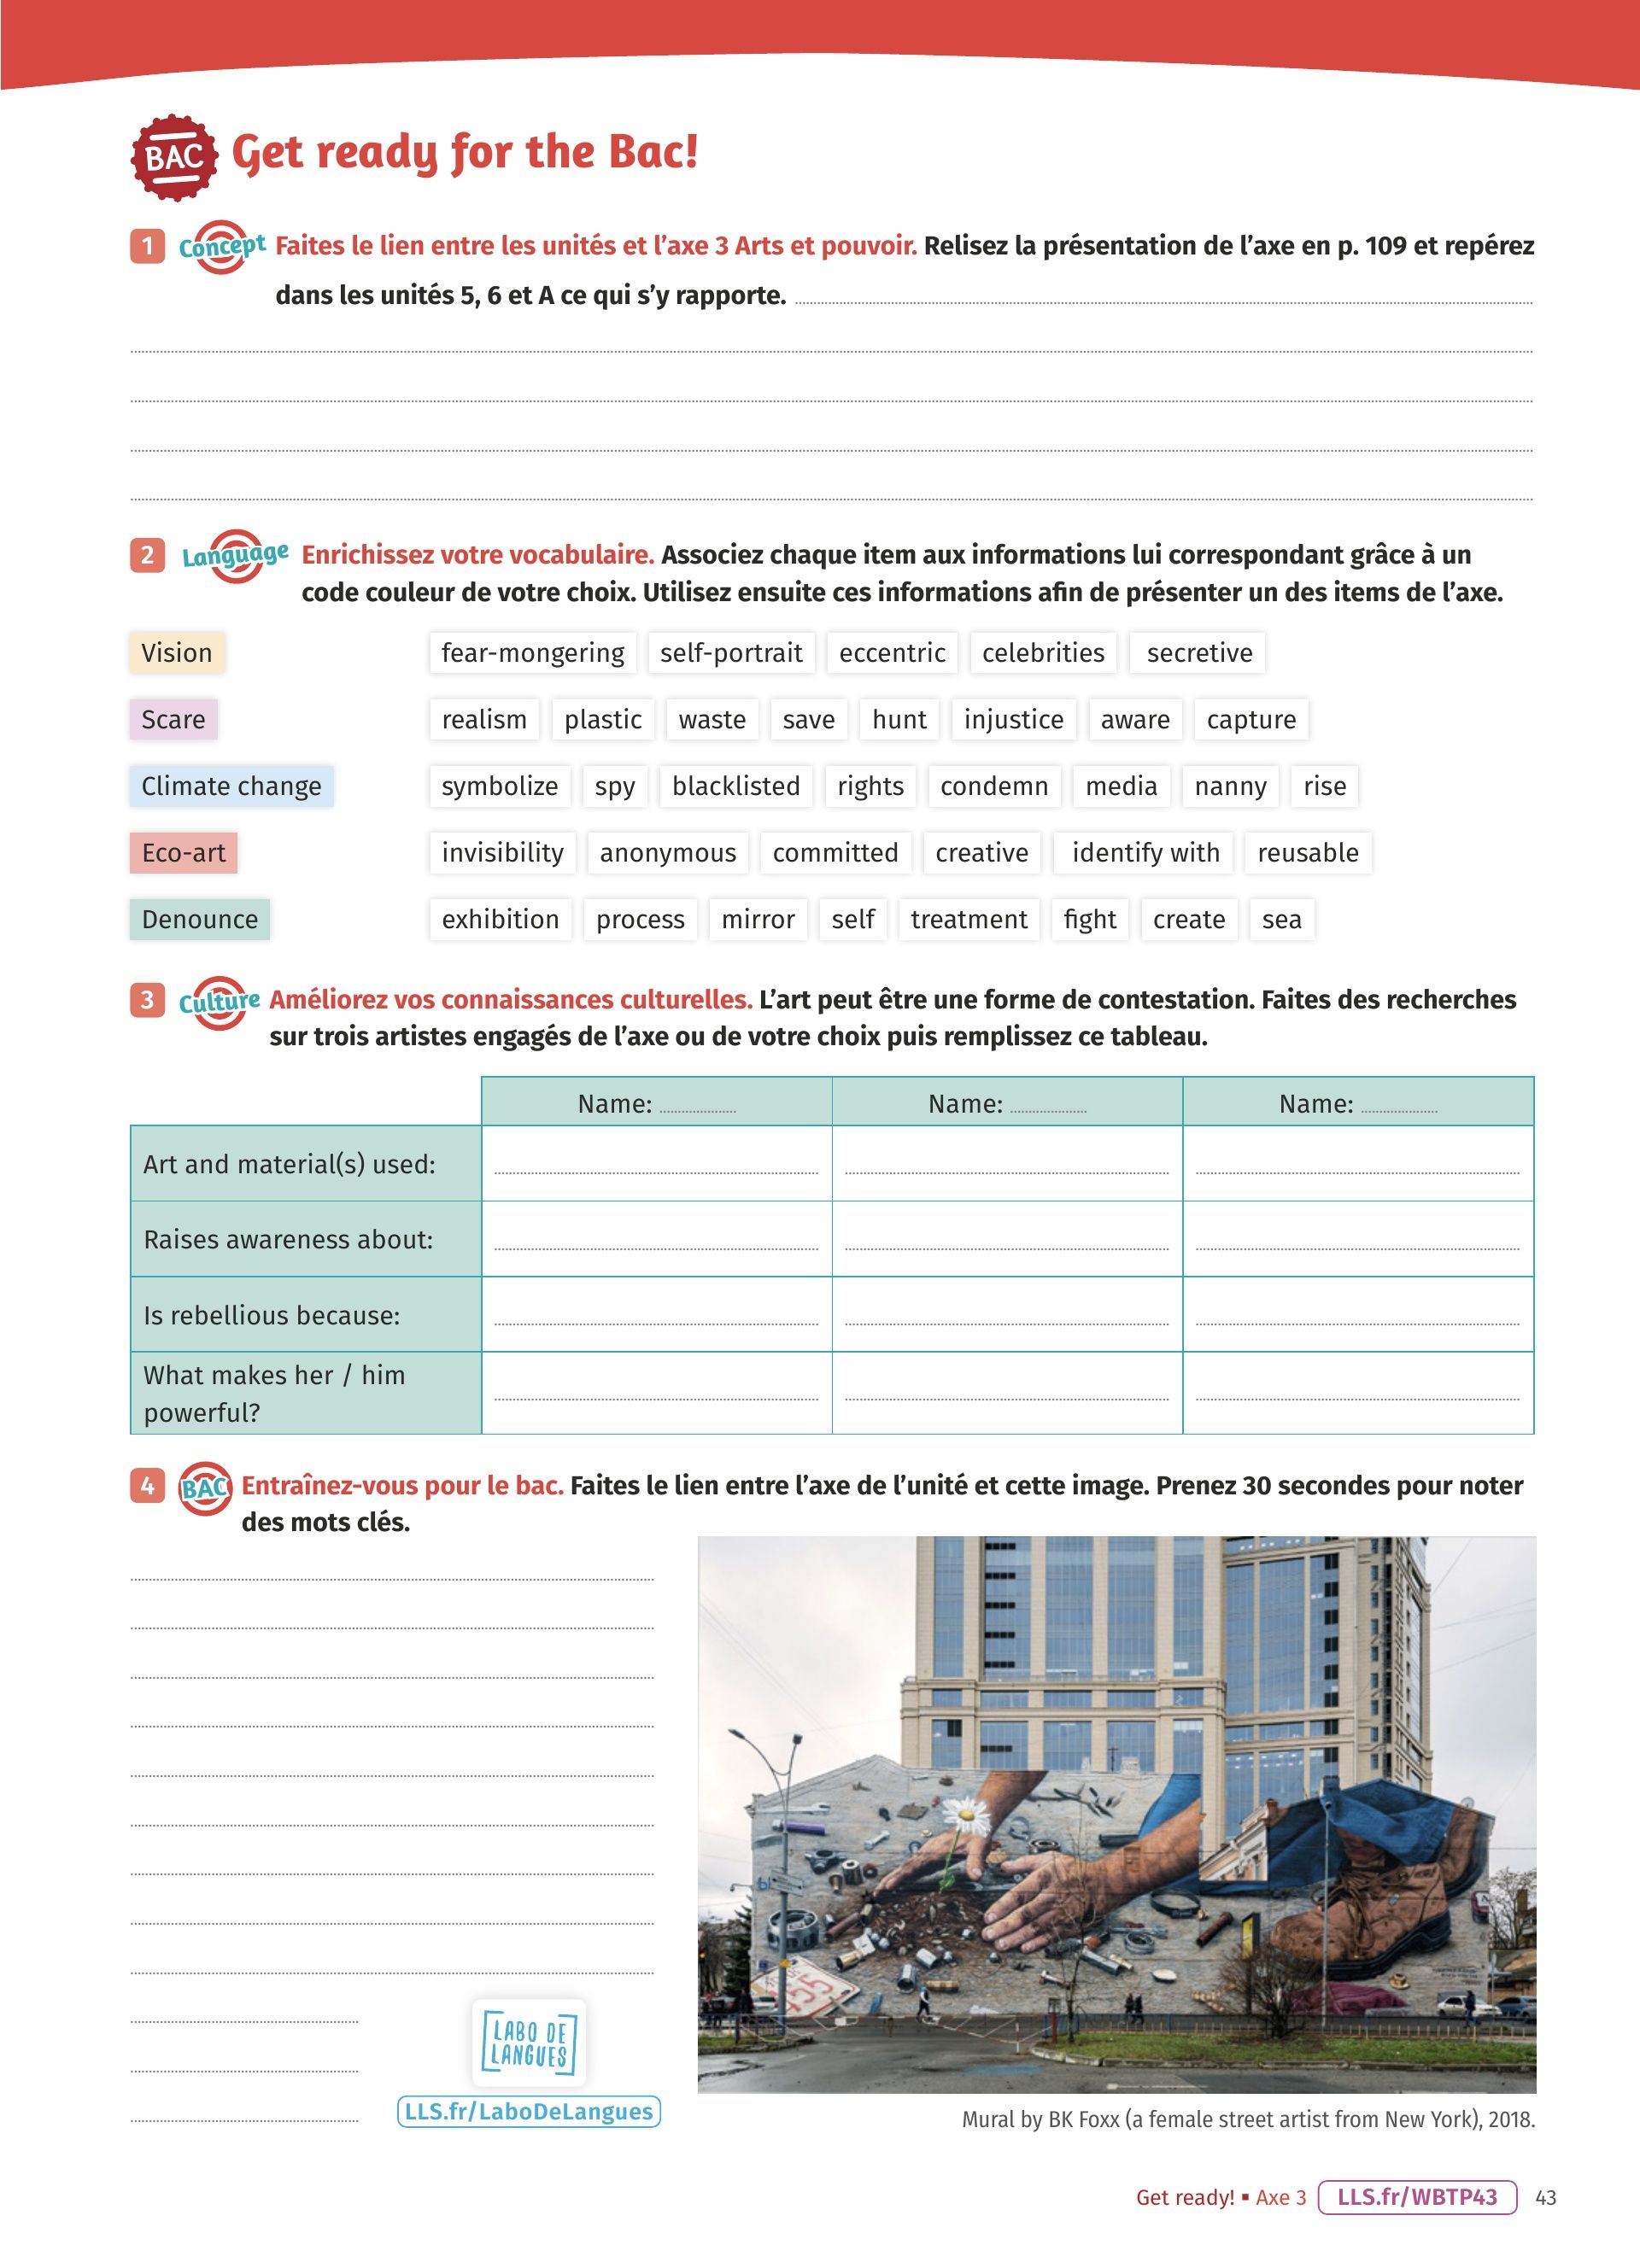 BAC
Get ready for the Bac!
1 Concept Faites le lien entre les unités et l'axe 3 Arts et pouvoir. Relisez la présentation de l'axe en p. 109 et repérez
dans les unités 5, 6 et A ce qui s'y rapporte.
2 Language Enrichissez votre vocabulaire. Associez chaque item aux informations lui correspondant grâce à un
code couleur de votre choix. Utilisez ensuite ces informations afin de présenter un des items de l'axe.
Vision fear-mongering self-portrait eccentric celebrities secretive
Scare realism plastic waste save hunt injustice aware capture
Climate change symbolize spy blacklisted rights condemn media nanny rise
Eco-art invisibility anonymous committed creative identify with reusable
Denounce exhibition process mirror self treatment fight create sea
3 Culture Améliorez vos connaissances culturelles. L'art peut être une forme de contestation. Faites des recherches
sur trois artistes engagés de l'axe ou de votre choix puis remplissez ce tableau.
Name: Name: Name:
Art and material(s) used:
Raises awareness about:
Is rebellious because:
What makes her / him
powerful?
4 BAC Entraînez-vous pour le bac. Faites le lien entre l'axe de l'unité et cette image. Prenez 30 secondes pour noter
des mots clés.
LABO DE
LANGUES
LLS.fr/LaboDeLangues
Mural by BK Foxx (a female street artist from New York), 2018.
Get ready! ▪ Axe 3 LLS.fr/WBTP43 43